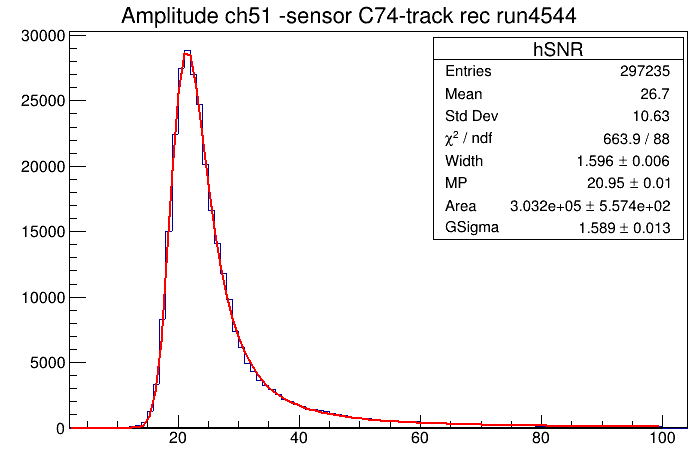 Amplitude ch51 -sensor C74-track rec run4544
hSNR
Entries 297235
Mean 26.7
Std Dev 10.63
χ² / ndf 663.9 / 88
Width 1.596 ± 0.006
MP 20.95 ± 0.01
Area 3.032e+05 ± 5.574e+02
GSigma 1.589 ± 0.013
30000
25000
20000
15000
10000
5000
0
20 40 60 80 100